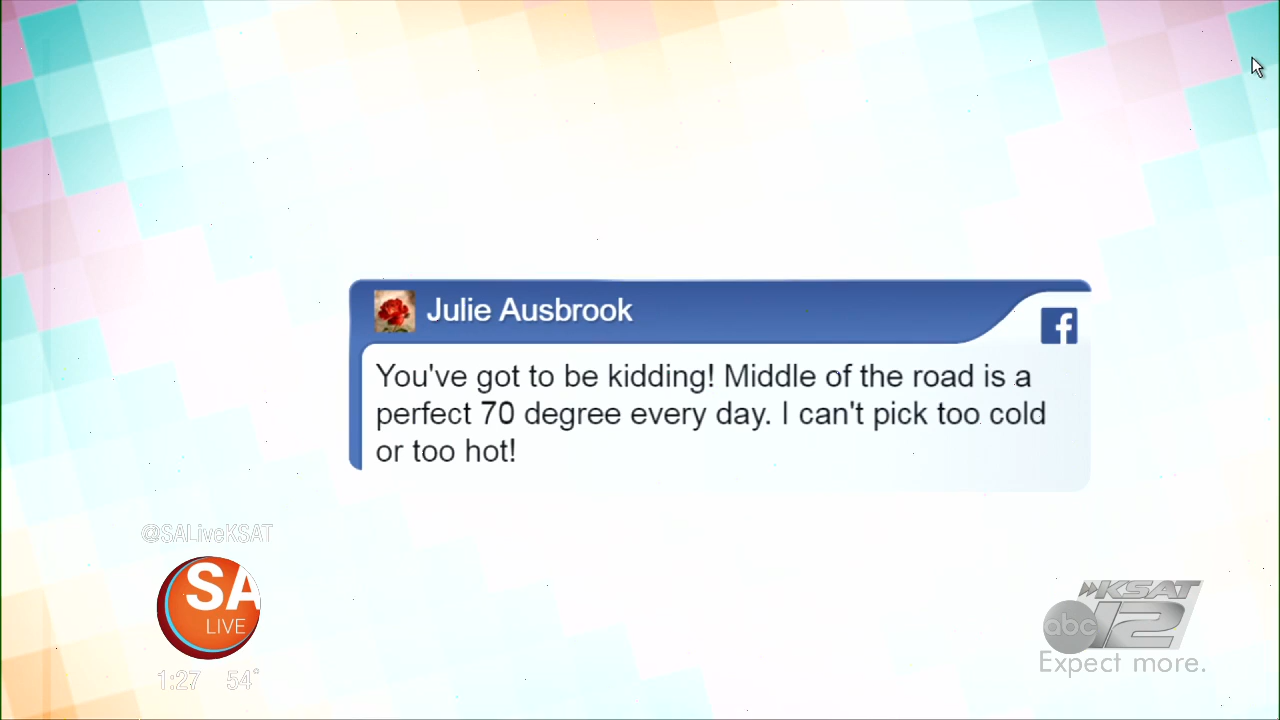 Julie Ausbrook
You've got to be kidding! Middle of the road is a
perfect 70 degree every day. I can't pick too cold
or too hot!
@SALiveKSAT
SA
LIVE
1:27 54°
KSAT
abc 12
Expect more.